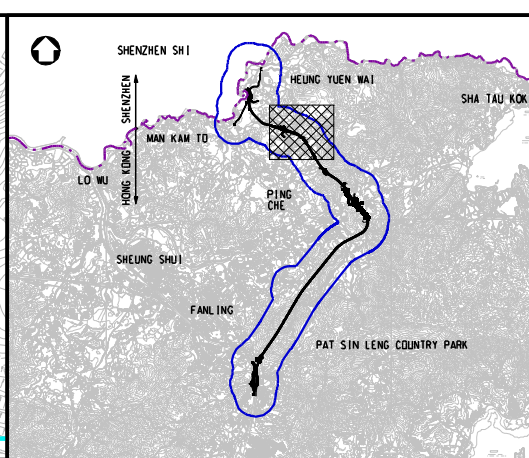 SHENZHEN SHI
HEUNG YUEN WAI
SHA TAU KOK
HONG KONG SHENZHEN
MAN KAM TO
LO WU
PING
CHE
SHEUNG SHUI
FANLING
PAT SIN LENG COUNTRY PARK